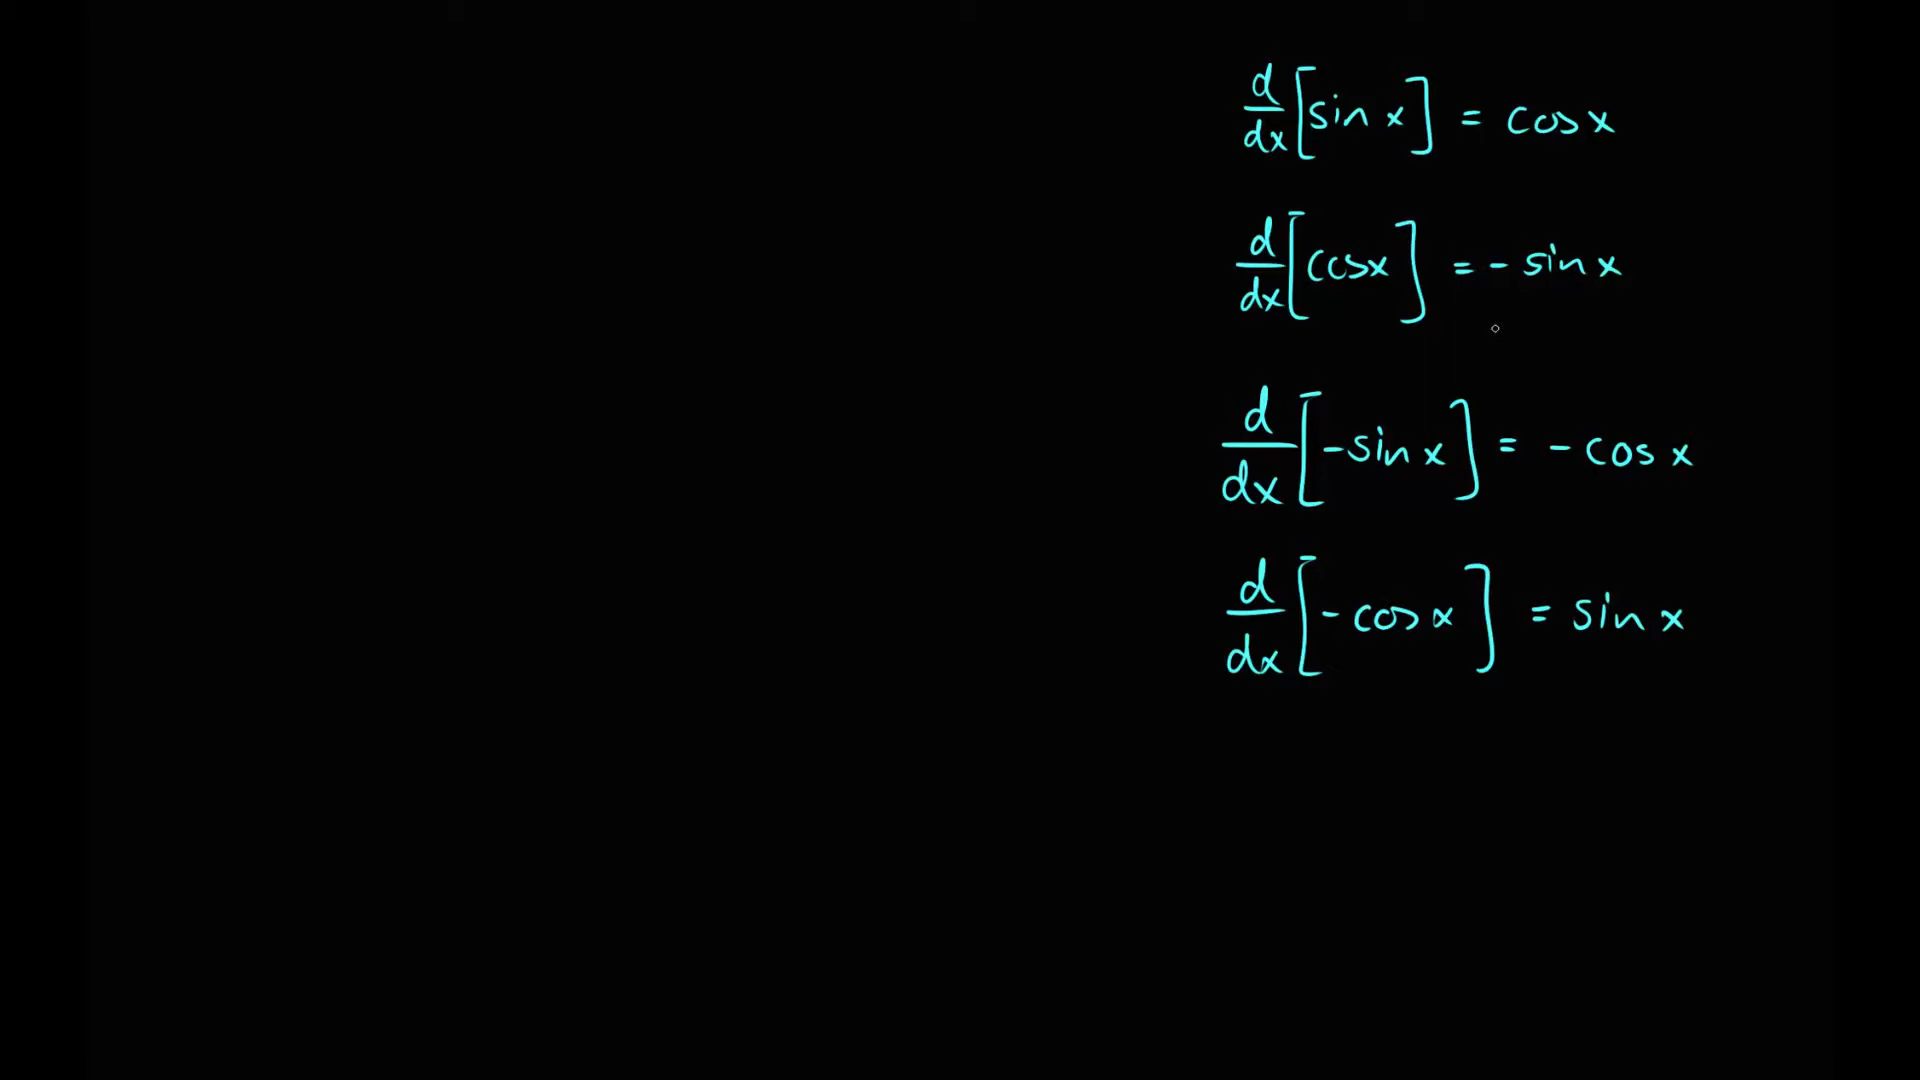 d/dx [sin x] = cos x
d/dx [cos x] = - sin x
d/dx [- sin x] = - cos x
d/dx [- cos x] = sin x